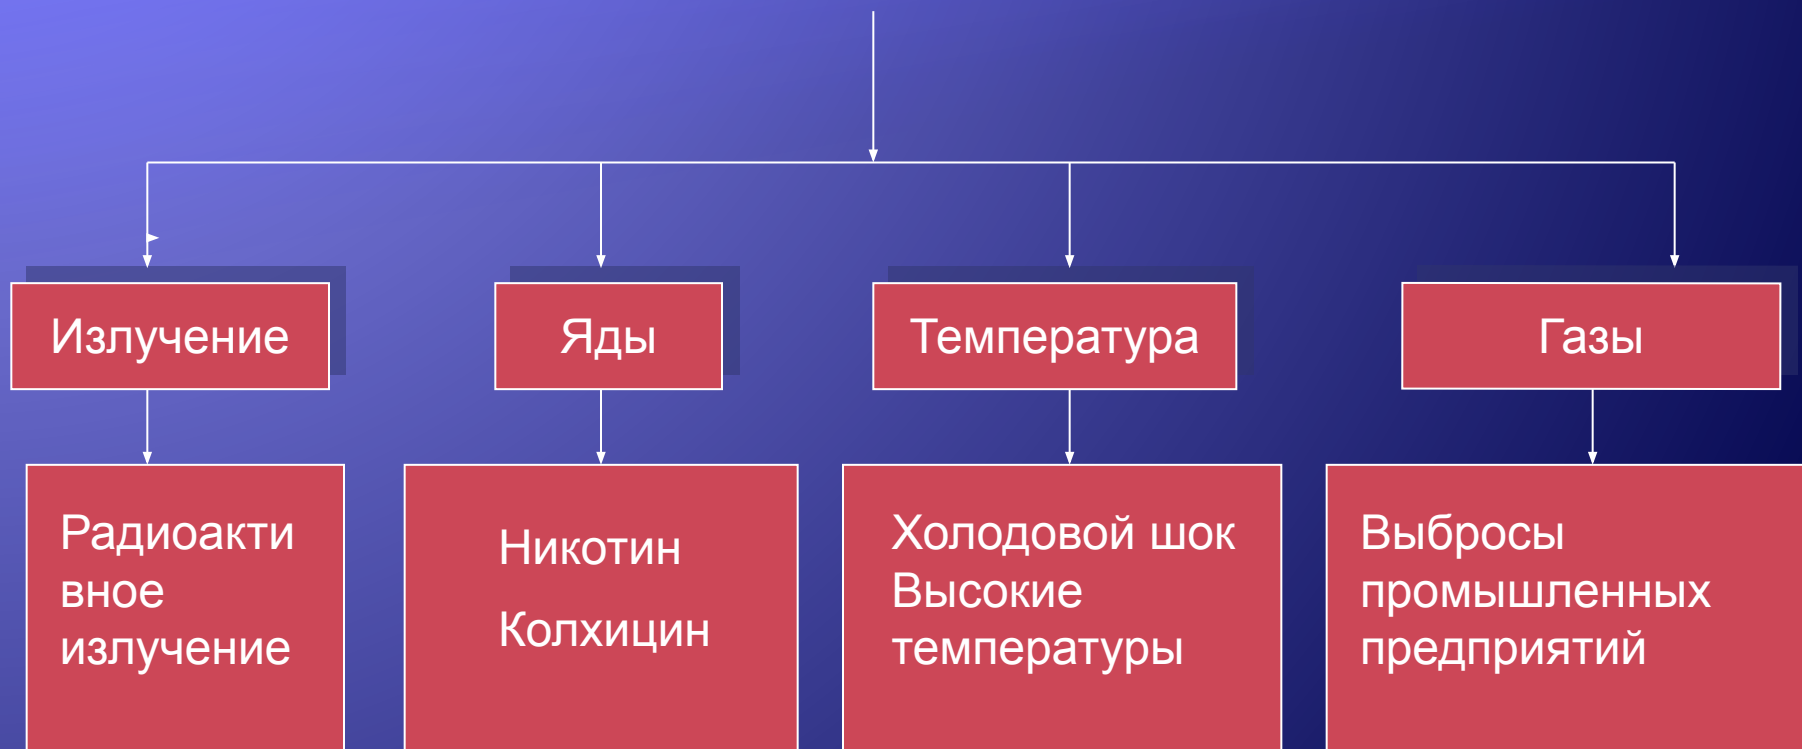 Излучение
Яды
Температура
Газы
Радиоакти
вное
излучение
Никотин
Колхицин
Холодовой шок
Высокие
температуры
Выбросы
промышленных
предприятий